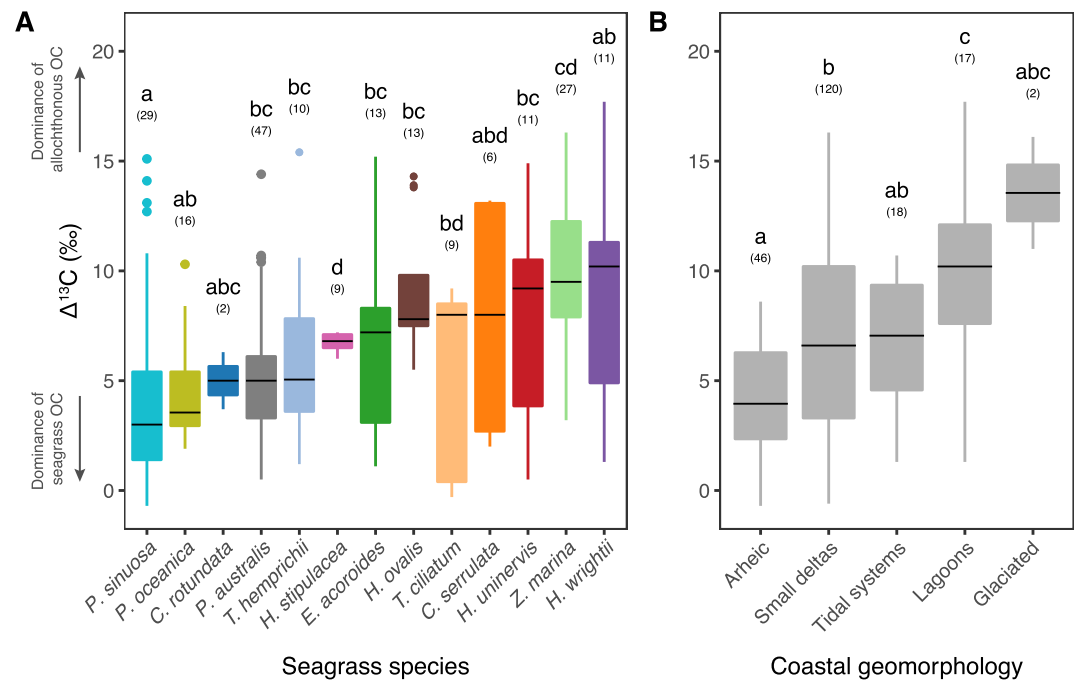 A
Dominance of
allochthonous OC
Dominance of
seagrass OC
Δ¹³C (‰)
20
15
10
5
0
a
(29)
ab
(16)
abc
(2)
bc
(47)
bc
(10)
d
(9)
bc
(13)
bc
(13)
bd
(9)
abd
(6)
bc
(11)
cd
(27)
ab
(11)
P. sinuosa
P. oceanica
C. rotundata
P. australis
T. hemprichii
H. stipulacea
E. acoroides
H. ovalis
T. ciliatum
C. serrulata
H. uninervis
Z. marina
H. wrightii
Seagrass species
B
20
15
10
5
0
a
(46)
b
(120)
ab
(18)
c
(17)
abc
(2)
Arheic
Small deltas
Tidal systems
Lagoons
Glaciated
Coastal geomorphology